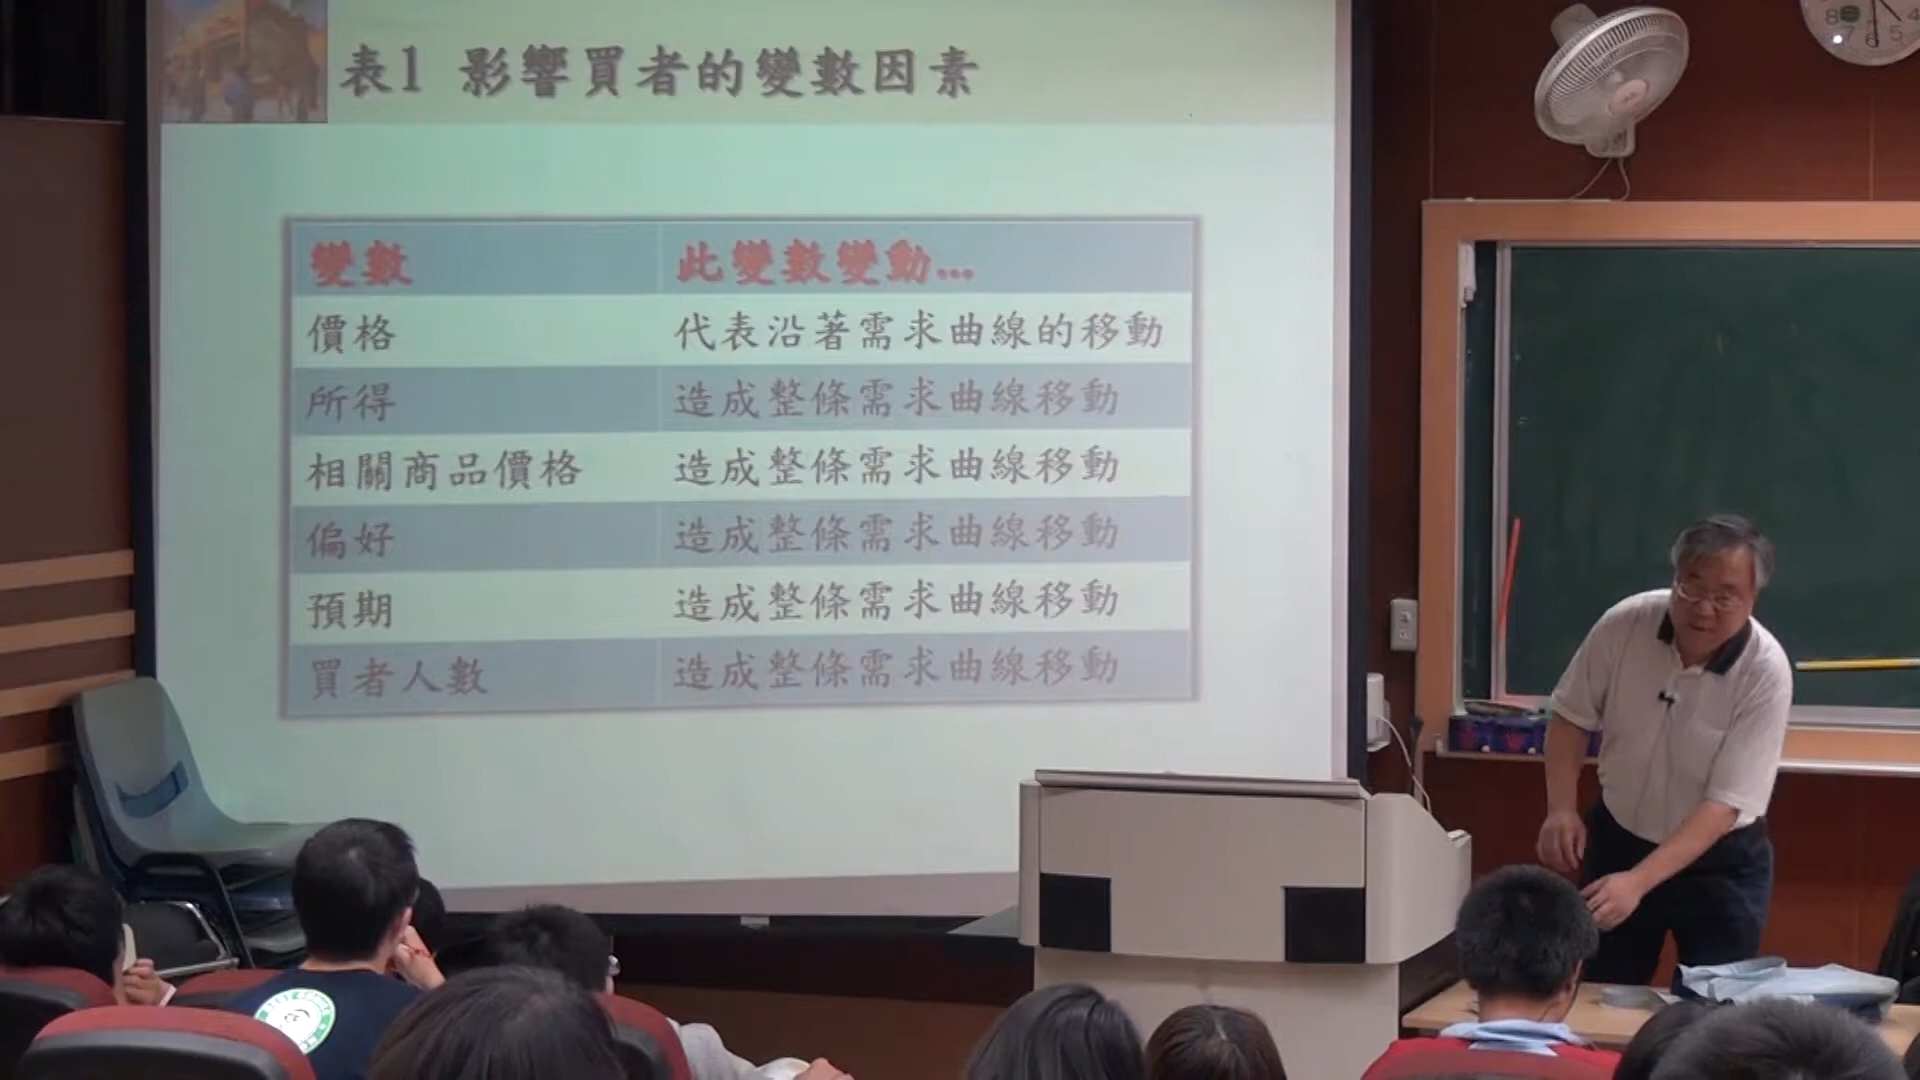 表1 影響買者的變數因素
變數 此變數變動...
價格 代表沿著需求曲線的移動
所得 造成整條需求曲線移動
相關商品價格 造成整條需求曲線移動
偏好 造成整條需求曲線移動
預期 造成整條需求曲線移動
買者人數 造成整條需求曲線移動